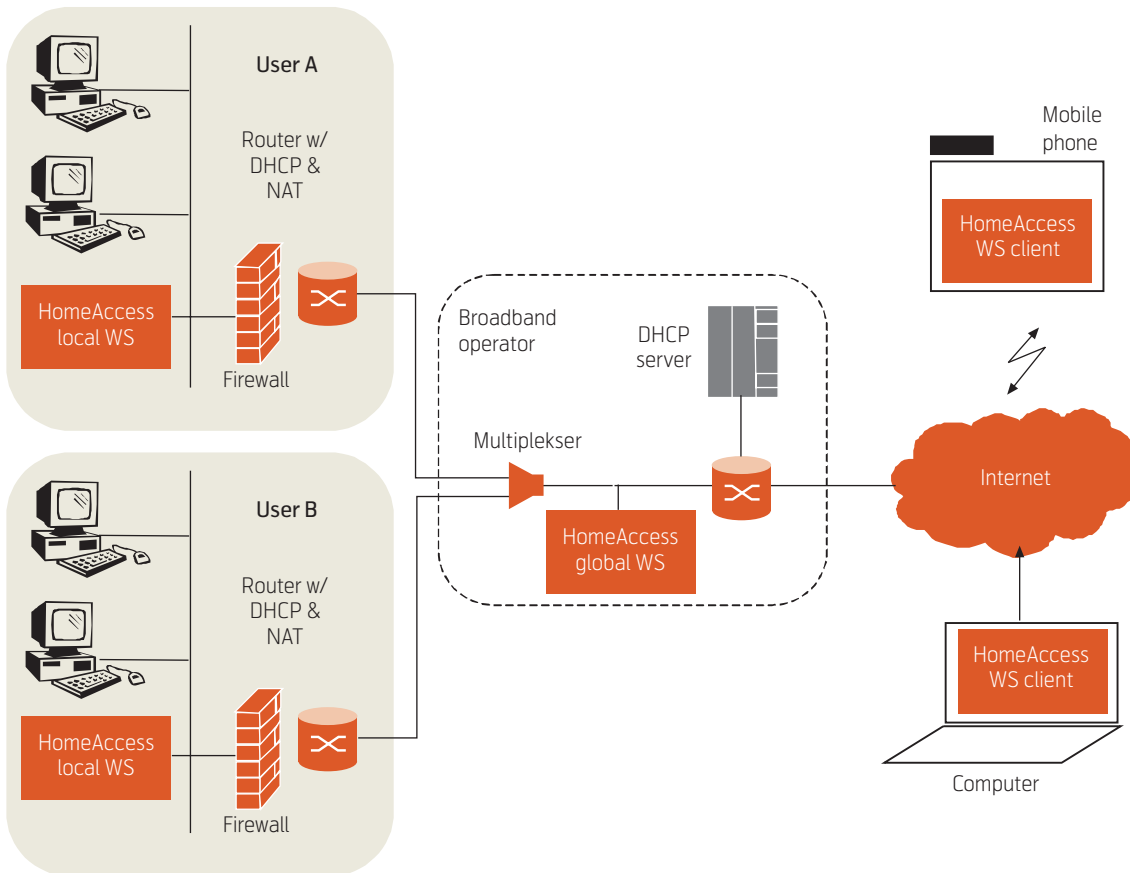 User A
Router w/
DHCP &
NAT
HomeAccess
local WS
Firewall
User B
Router w/
DHCP &
NAT
HomeAccess
local WS
Firewall
Broadband
operator
DHCP
server
Multiplekser
HomeAccess
global WS
Mobile
phone
HomeAccess
WS client
Internet
HomeAccess
WS client
Computer